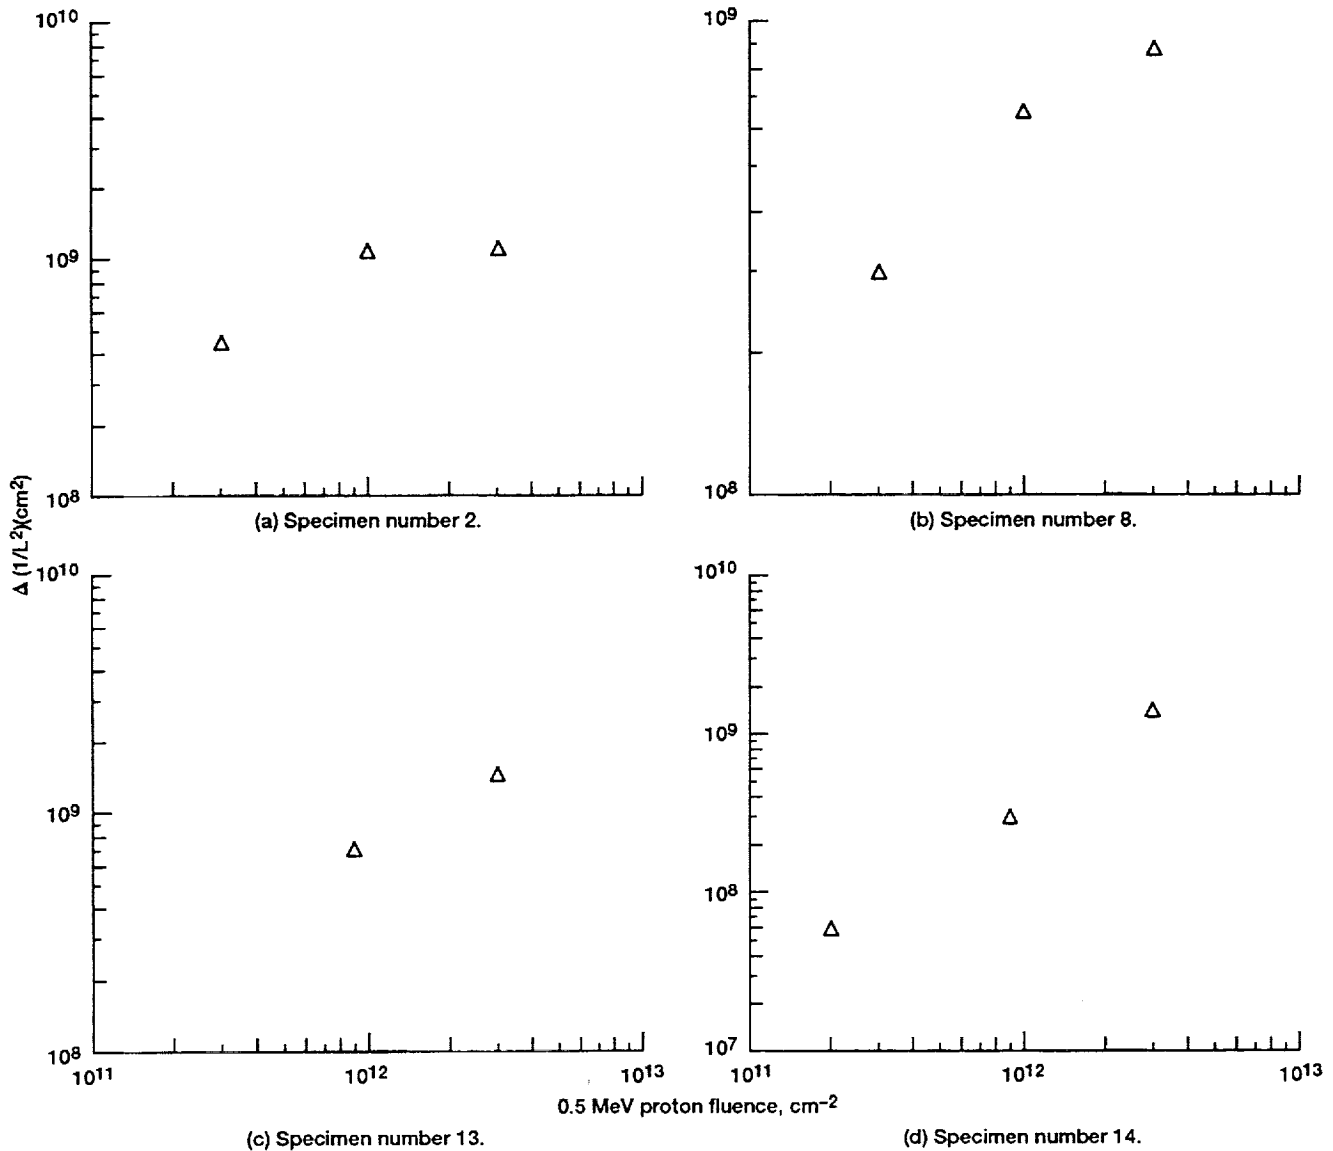 10¹⁰
10⁹
10⁸
(a) Specimen number 2.
10⁹
10⁸
(b) Specimen number 8.
Δ (1/L²)(cm²)
10¹⁰
10⁹
10⁸
10¹¹ 10¹² 10¹³
10¹⁰
10⁹
10⁸
10⁷
10¹¹ 10¹² 10¹³
0.5 MeV proton fluence, cm⁻²
(c) Specimen number 13.
(d) Specimen number 14.